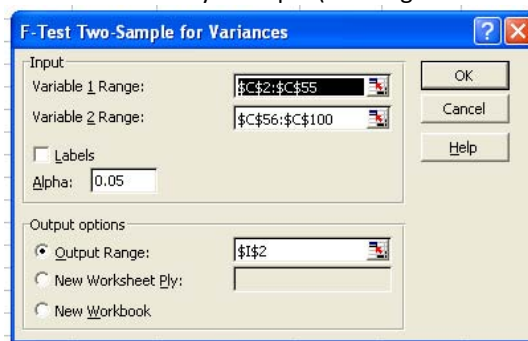 F-Test Two-Sample for Variances
Input
Variable 1 Range: $C$2:$C$55
Variable 2 Range: $C$56:$C$100
Labels
Alpha: 0.05
OK
Cancel
Help
Output options
Output Range: $I$2
New Worksheet Ply:
New Workbook